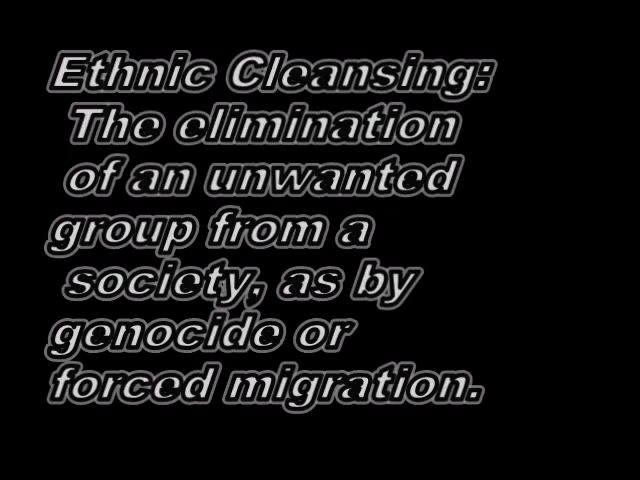 Ethnic Cleansing:
The elimination
of an unwanted
group from a
society, as by
genocide or
forced migration.